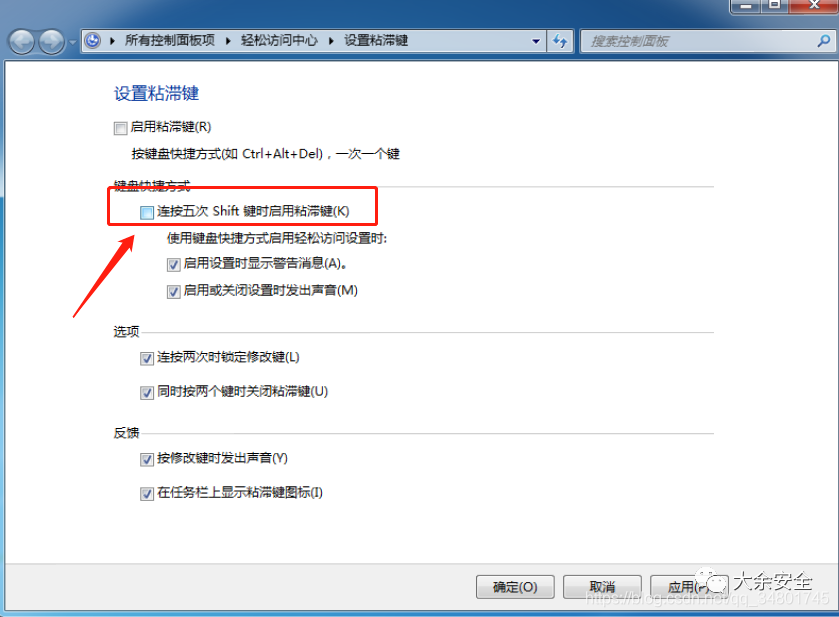 所有控制面板项 轻松访问中心 设置粘滞键 搜索控制面板
设置粘滞键
启用粘滞键(R)
按键盘快捷方式(如 Ctrl+Alt+Del)，一次一个键
键盘快捷方式
连按五次 Shift 键时启用粘滞键(K)
使用键盘快捷方式启用轻松访问设置时:
启用设置时显示警告消息(A)。
启用或关闭设置时发出声音(M)
选项
连按两次时锁定修改键(L)
同时按两个键时关闭粘滞键(U)
反馈
按修改键时发出声音(Y)
在任务栏上显示粘滞键图标(I)
确定(O) 取消 应用(P) 大余安全
https://blog.csdn.net/qq_34801745